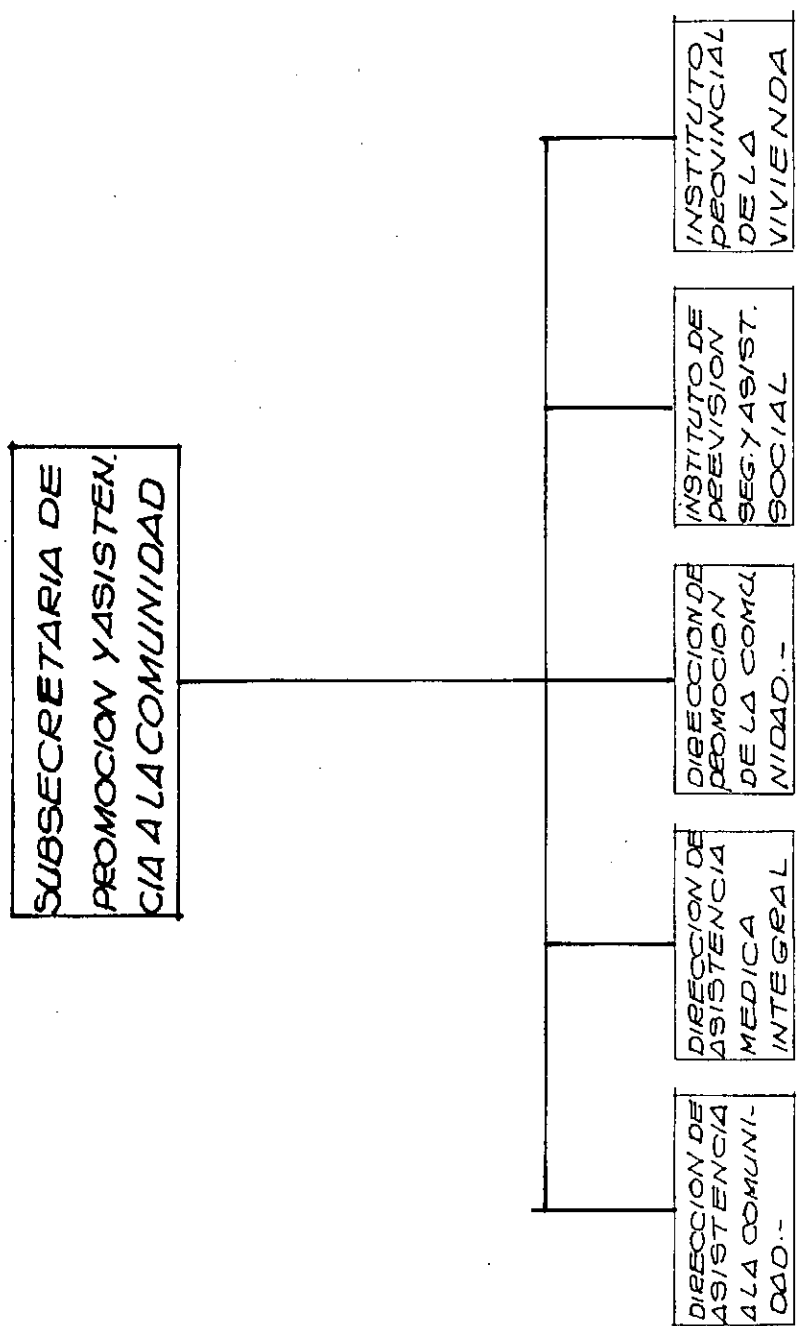 SUBSECRETARIA DE
PROMOCION Y ASISTEN.
CIA A LA COMUNIDAD
DIRECCION DE
ASISTENCIA
A LA COMUNI-
DAD.-
DIRECCION DE
ASISTENCIA
MEDICA
INTEGRAL
DIRECCION DE
PROMOCION
DE LA COMU
NIDAD.-
INSTITUTO DE
PREVISION
SEG. Y ASIST.
SOCIAL
INSTITUTO
PROVINCIAL
DE LA
VIVIENDA